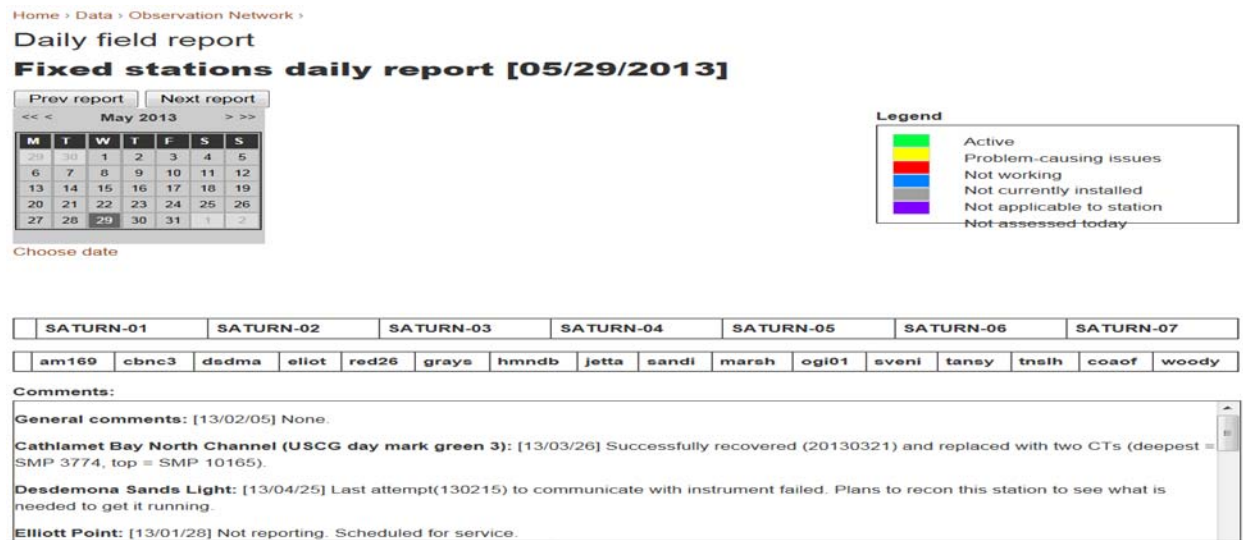 Home › Data › Observation Network ›
Daily field report
Fixed stations daily report [05/29/2013]
Prev report Next report
<< < May 2013 > >>
M T W T F S S
29 30 1 2 3 4 5
6 7 8 9 10 11 12
13 14 15 16 17 18 19
20 21 22 23 24 25 26
27 28 29 30 31 1 2
Choose date
Legend
Active
Problem-causing issues
Not working
Not currently installed
Not applicable to station
Not assessed today
SATURN-01 SATURN-02 SATURN-03 SATURN-04 SATURN-05 SATURN-06 SATURN-07
am169 cbnc3 dsdma eliot red26 grays hmndb jetta sandi marsh ogi01 sveni tansy tnslh coaof woody
Comments:
General comments: [13/02/05] None.
Cathlamet Bay North Channel (USCG day mark green 3): [13/03/26] Successfully recovered (20130321) and replaced with two CTs (deepest =
SMP 3774, top = SMP 10165).
Desdemona Sands Light: [13/04/25] Last attempt(130215) to communicate with instrument failed. Plans to recon this station to see what is
needed to get it running.
Elliott Point: [13/01/28] Not reporting. Scheduled for service.